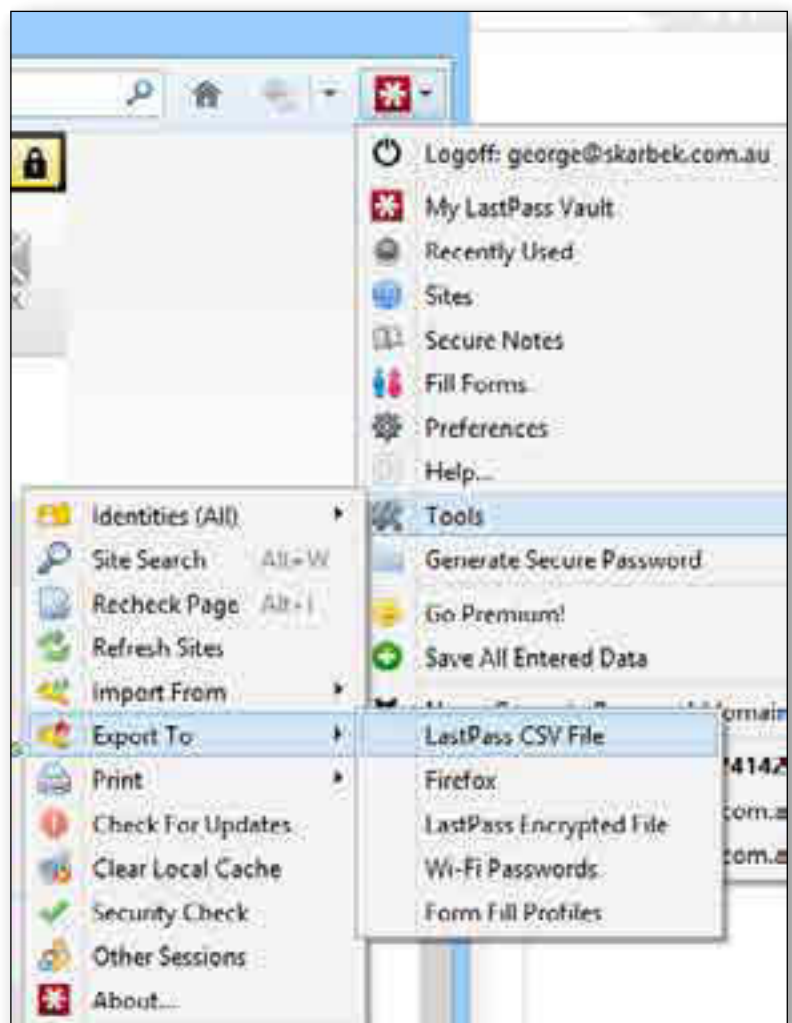 Logoff: george@skarbek.com.au
My LastPass Vault
Recently Used
Sites
Secure Notes
Fill Forms
Preferences
Help...
Tools
Generate Secure Password
Go Premium!
Save All Entered Data
Identities (All)
Site Search Alt+W
Recheck Page Alt+I
Refresh Sites
Import From
Export To
Print
Check For Updates
Clear Local Cache
Security Check
Other Sessions
About...
LastPass CSV File
Firefox
LastPass Encrypted File
Wi-Fi Passwords
Form Fill Profiles